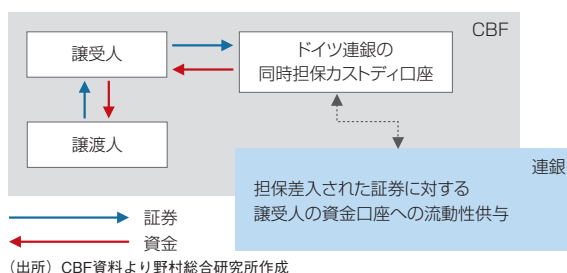 CBF
譲受人
ドイツ連銀の
同時担保カストディ口座
譲渡人
連銀
担保差入された証券に対する
譲受人の資金口座への流動性供与
証券
資金
（出所）CBF資料より野村総合研究所作成